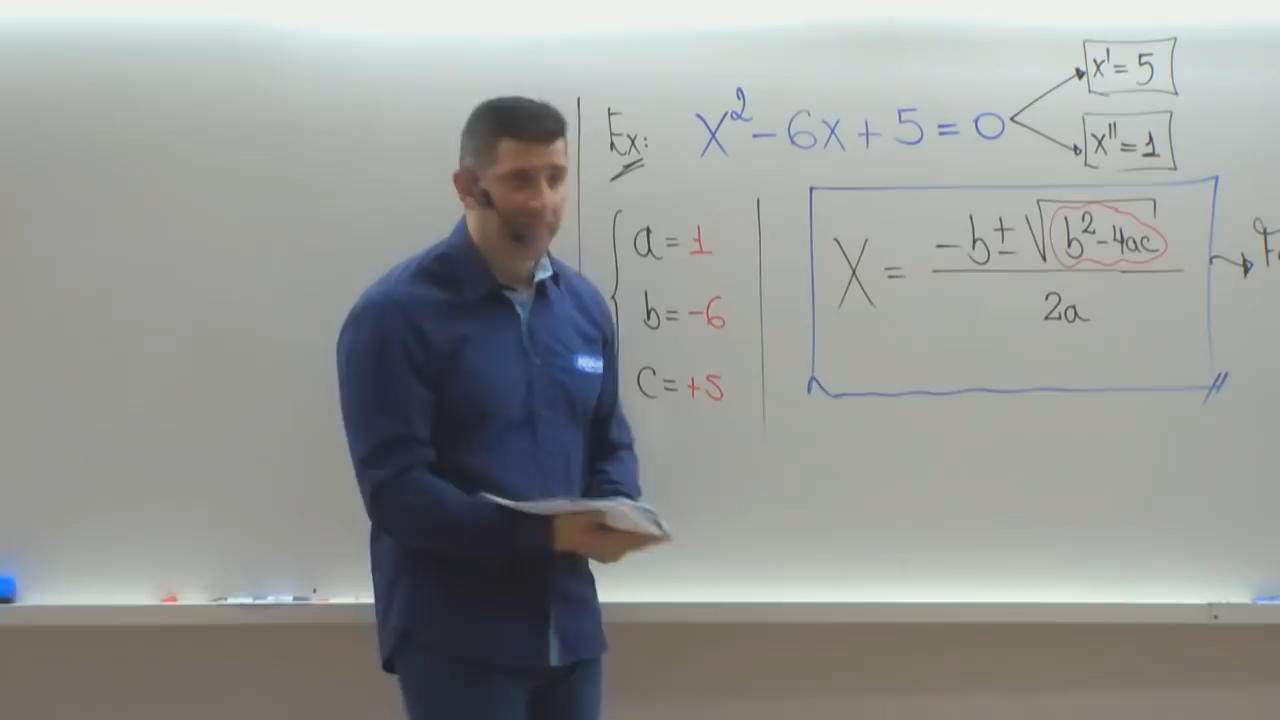 Ex: x² - 6x + 5 = 0
x' = 5
x'' = 1
a = 1
b = -6
c = +5
X = (-b ± √(b² - 4ac)) / 2a